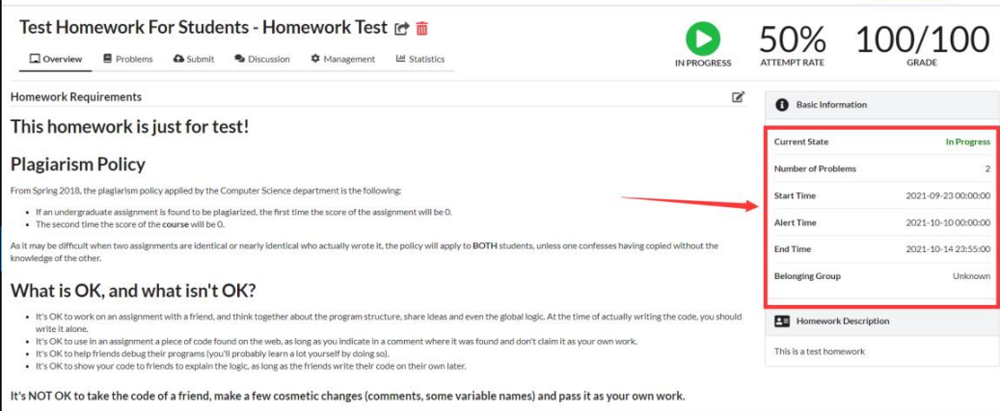 Test Homework For Students - Homework Test
Overview
Problems
Submit
Discussion
Management
Statistics
IN PROGRESS
50%
ATTEMPT RATE
100/100
GRADE
Homework Requirements
This homework is just for test!
Plagiarism Policy
From Spring 2018, the plagiarism policy applied by the Computer Science department is the following:
If an undergraduate assignment is found to be plagiarized, the first time the score of the assignment will be 0.
The second time the score of the course will be 0.
As it may be difficult when two assignments are identical or nearly identical who actually wrote it, the policy will apply to BOTH students, unless one confesses having copied without the
knowledge of the other.
What is OK, and what isn't OK?
It's OK to work on an assignment with a friend, and think together about the program structure, share ideas and even the global logic. At the time of actually writing the code, you should
write it alone.
It's OK to use in an assignment a piece of code found on the web, as long as you indicate in a comment where it was found and don't claim it as your own work.
It's OK to help friends debug their programs (you'll probably learn a lot yourself by doing so).
It's OK to show your code to friends to explain the logic, as long as the friends write their code on their own later.
It's NOT OK to take the code of a friend, make a few cosmetic changes (comments, some variable names) and pass it as your own work.
Basic Information
Current State In Progress
Number of Problems 2
Start Time 2021-09-23 00:00:00
Alert Time 2021-10-10 00:00:00
End Time 2021-10-14 23:55:00
Belonging Group Unknown
Homework Description
This is a test homework